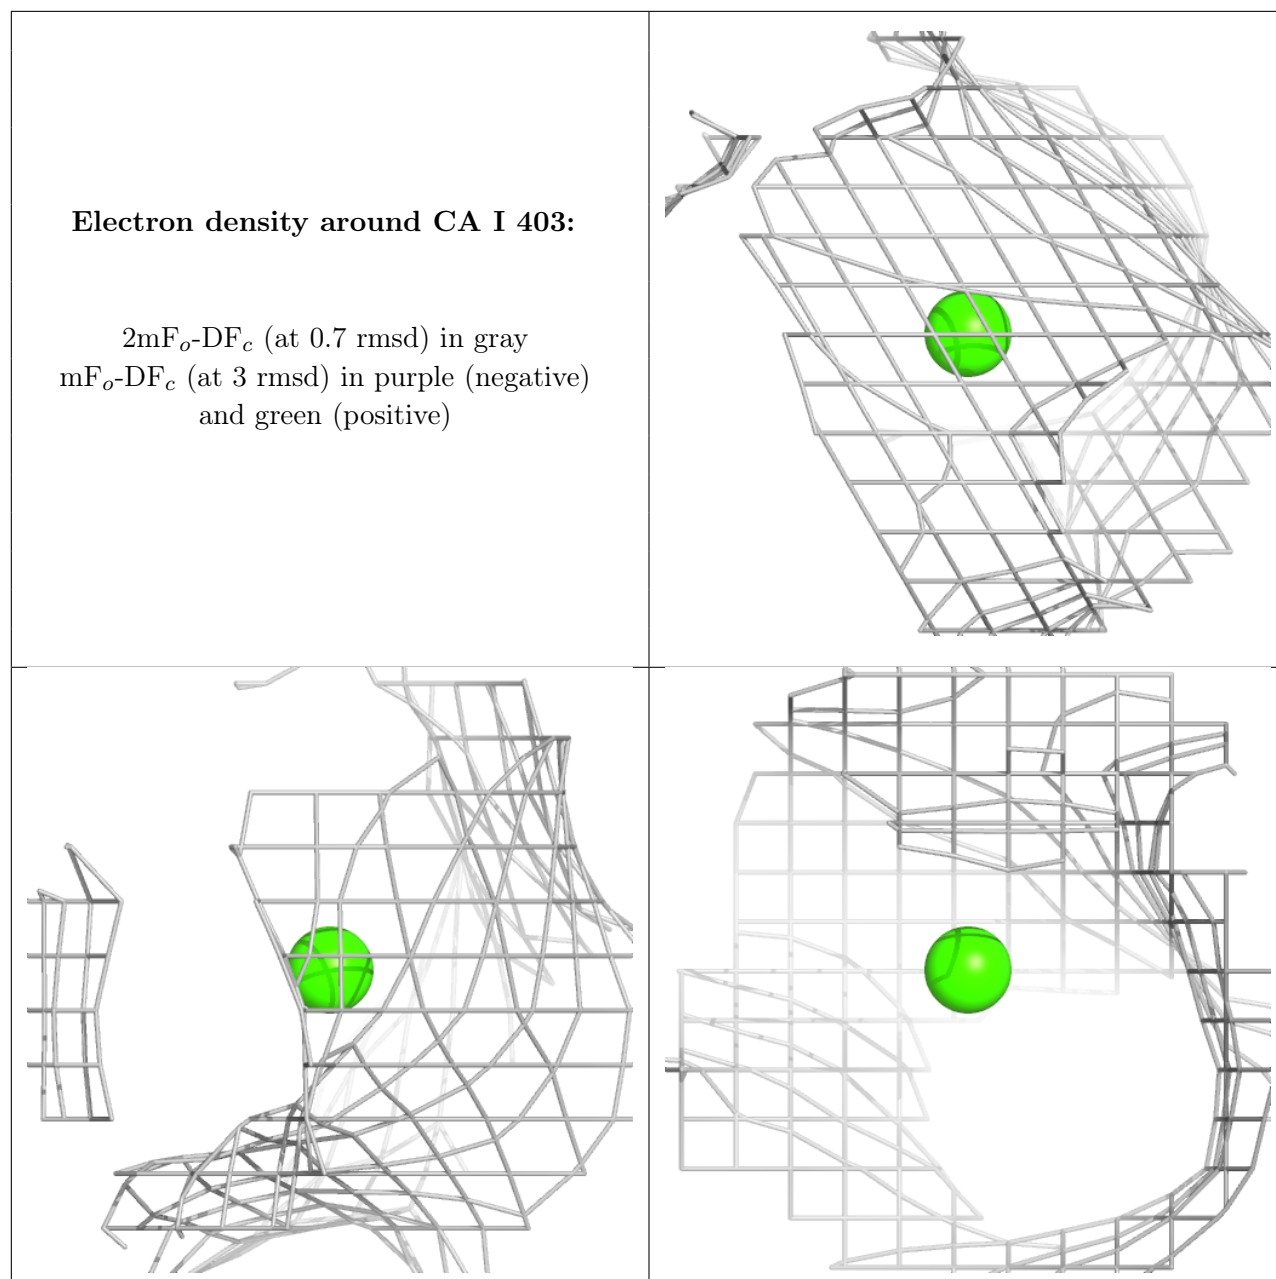 Electron density around CA I 403:
2mFo-DFc (at 0.7 rmsd) in gray
mFo-DFc (at 3 rmsd) in purple (negative)
and green (positive)